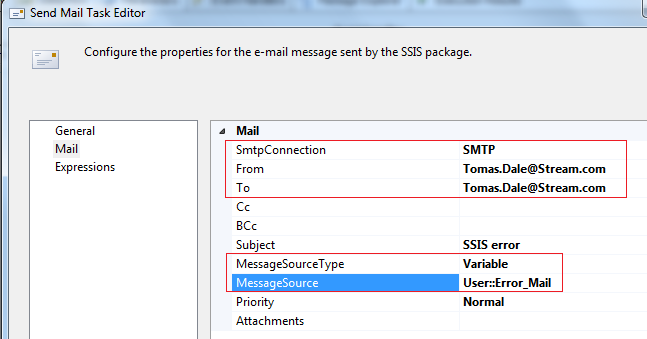 Send Mail Task Editor
Configure the properties for the e-mail message sent by the SSIS package.
General
Mail
Expressions
Mail
SmtpConnection SMTP
From Tomas.Dale@Stream.com
To Tomas.Dale@Stream.com
Cc
BCc
Subject SSIS error
MessageSourceType Variable
MessageSource User::Error_Mail
Priority Normal
Attachments